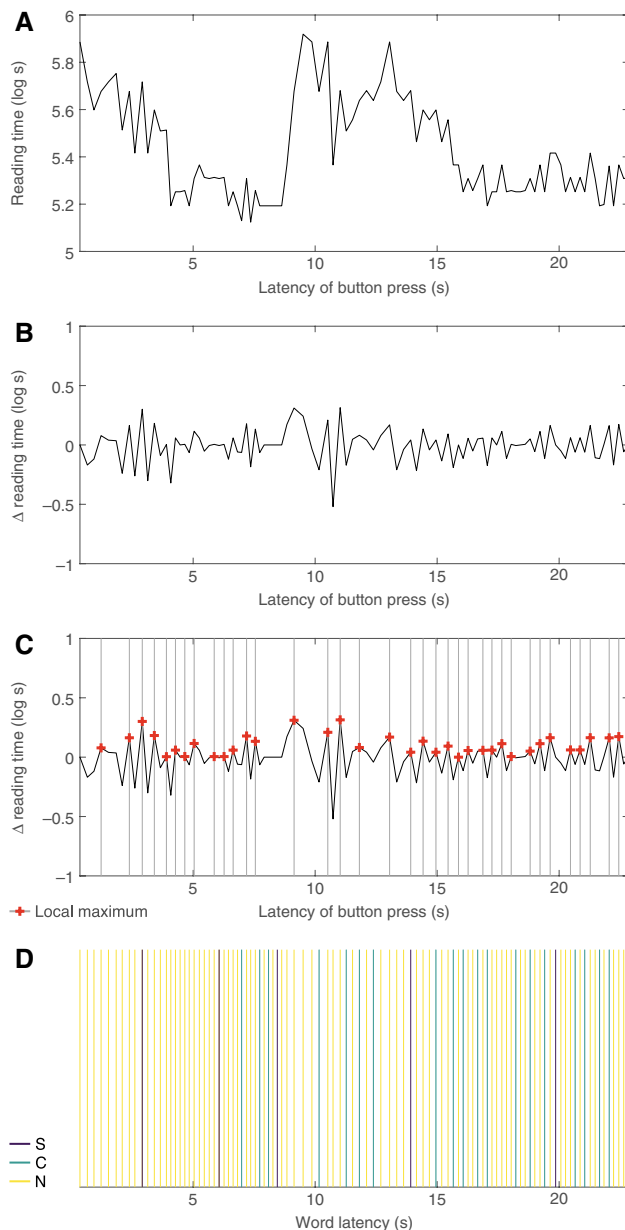 A
Reading time (log s)
6
5.8
5.6
5.4
5.2
5
5 10 15 20
Latency of button press (s)
B
Δ reading time (log s)
1
0.5
0
−0.5
−1
5 10 15 20
Latency of button press (s)
C
Δ reading time (log s)
1
0.5
0
−0.5
−1
5 10 15 20
Local maximum
Latency of button press (s)
D
S
C
N
5 10 15 20
Word latency (s)